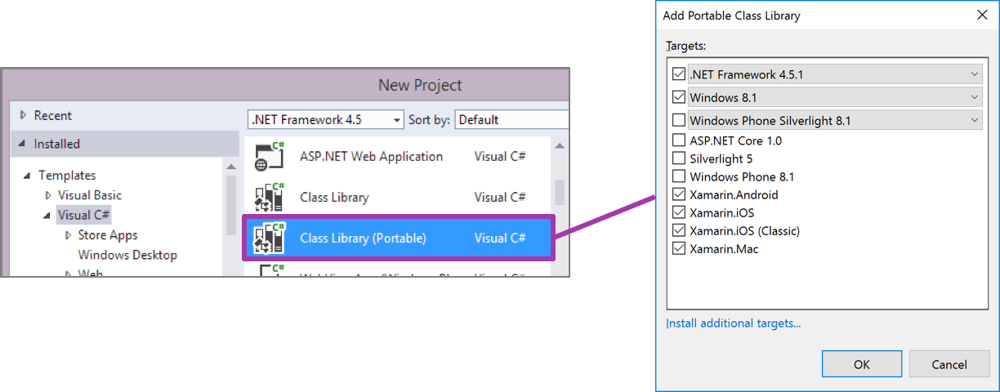 New Project
Recent
Installed
Templates
Visual Basic
Visual C#
Store Apps
Windows Desktop
Web
.NET Framework 4.5 Sort by: Default
C# ASP.NET Web Application Visual C#
C# Class Library Visual C#
C# Class Library (Portable) Visual C#
C# Visual C#
Add Portable Class Library
Targets:
.NET Framework 4.5.1
Windows 8.1
Windows Phone Silverlight 8.1
ASP.NET Core 1.0
Silverlight 5
Windows Phone 8.1
Xamarin.Android
Xamarin.iOS
Xamarin.iOS (Classic)
Xamarin.Mac
Install additional targets...
OK Cancel